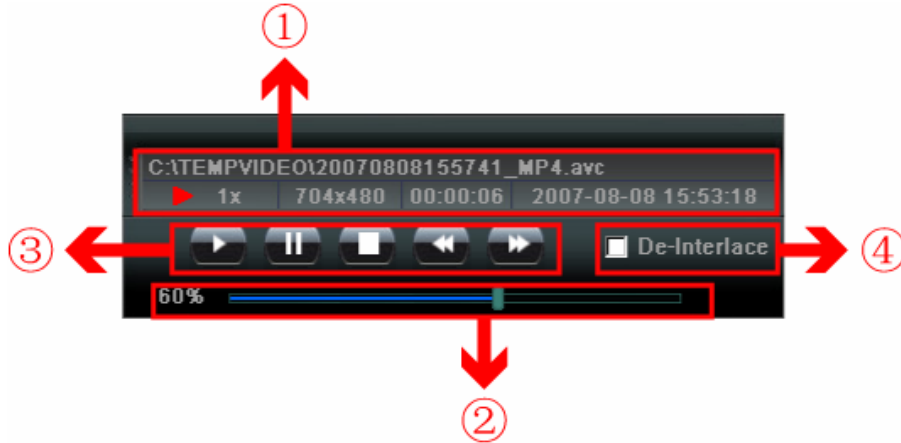 ①
C:\TEMPVIDEO\20070808155741_MP4.avc
1x 704x480 00:00:06 2007-08-08 15:53:18
③ De-Interlace ④
60%
②